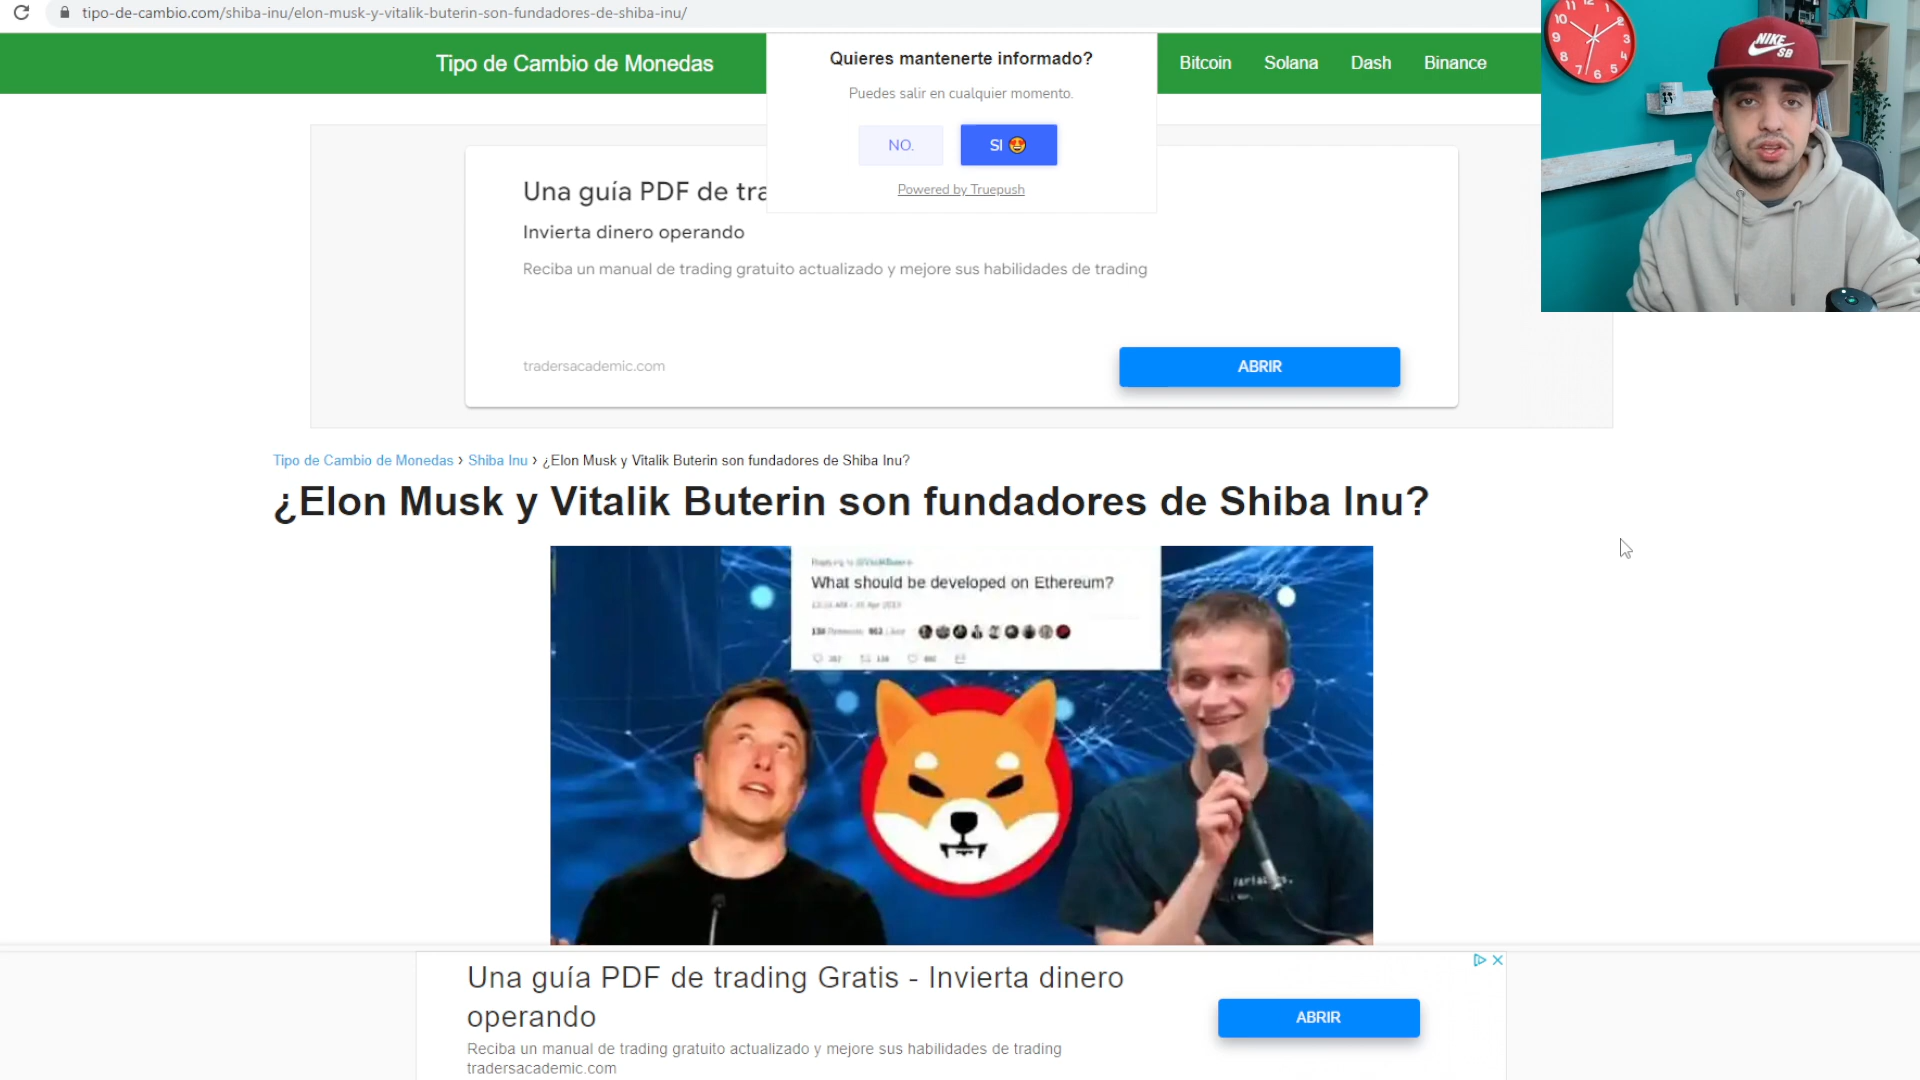 tipo-de-cambio.com/shiba-inu/elon-musk-y-vitalik-buterin-son-fundadores-de-shiba-inu/
Tipo de Cambio de Monedas
Quieres mantenerte informado?
Puedes salir en cualquier momento.
NO.
SI 🤩
Powered by Truepush
Bitcoin
Solana
Dash
Binance
NIKE
SB
Una guía PDF de tra
Invierta dinero operando
Reciba un manual de trading gratuito actualizado y mejore sus habilidades de trading
tradersacademic.com
ABRIR
Tipo de Cambio de Monedas › Shiba Inu › ¿Elon Musk y Vitalik Buterin son fundadores de Shiba Inu?
¿Elon Musk y Vitalik Buterin son fundadores de Shiba Inu?
What should be developed on Ethereum?
Una guía PDF de trading Gratis - Invierta dinero
operando
Reciba un manual de trading gratuito actualizado y mejore sus habilidades de trading
tradersacademic.com
ABRIR